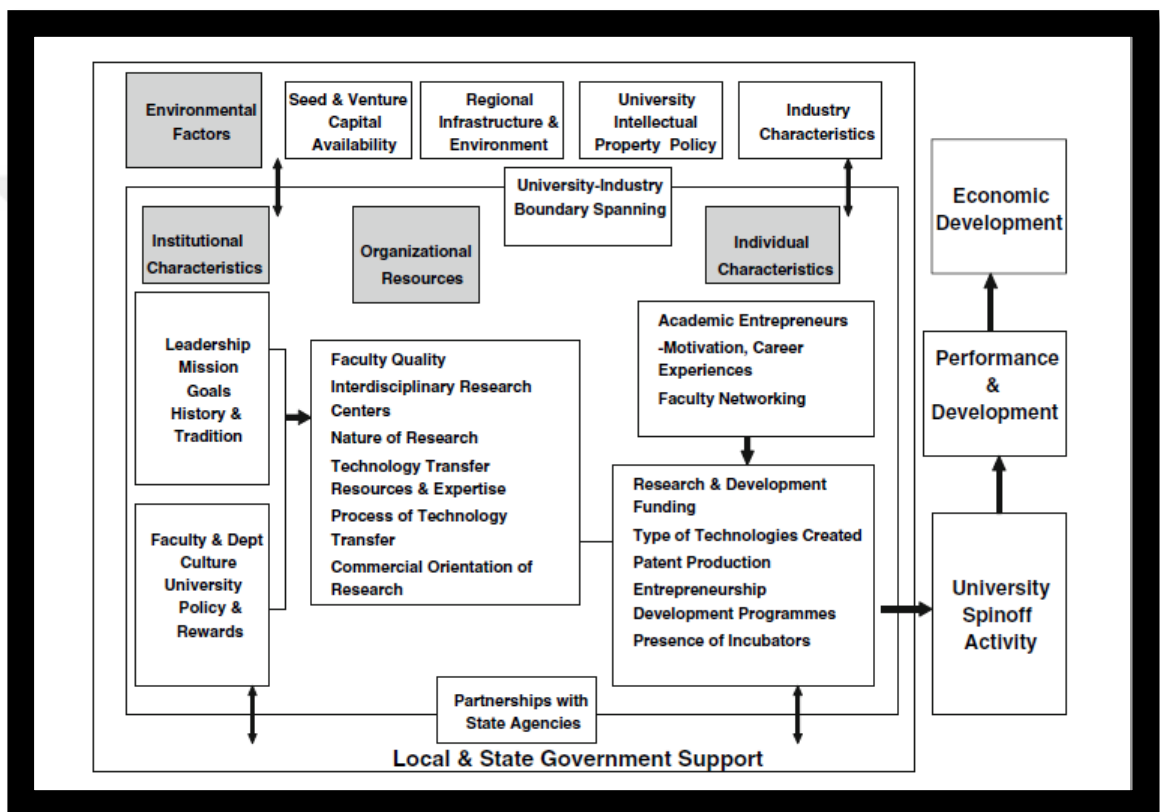 Environmental
Factors
Seed & Venture
Capital
Availability
Regional
Infrastructure &
Environment
University
Intellectual
Property Policy
Industry
Characteristics
University-Industry
Boundary Spanning
Institutional
Characteristics
Organizational
Resources
Individual
Characteristics
Leadership
Mission
Goals
History &
Tradition
Faculty & Dept
Culture
University
Policy &
Rewards
Faculty Quality
Interdisciplinary Research
Centers
Nature of Research
Technology Transfer
Resources & Expertise
Process of Technology
Transfer
Commercial Orientation of
Research
Academic Entrepreneurs
-Motivation, Career
Experiences
Faculty Networking
Research & Development
Funding
Type of Technologies Created
Patent Production
Entrepreneurship
Development Programmes
Presence of Incubators
Partnerships with
State Agencies
Local & State Government Support
Economic
Development
Performance
&
Development
University
Spinoff
Activity